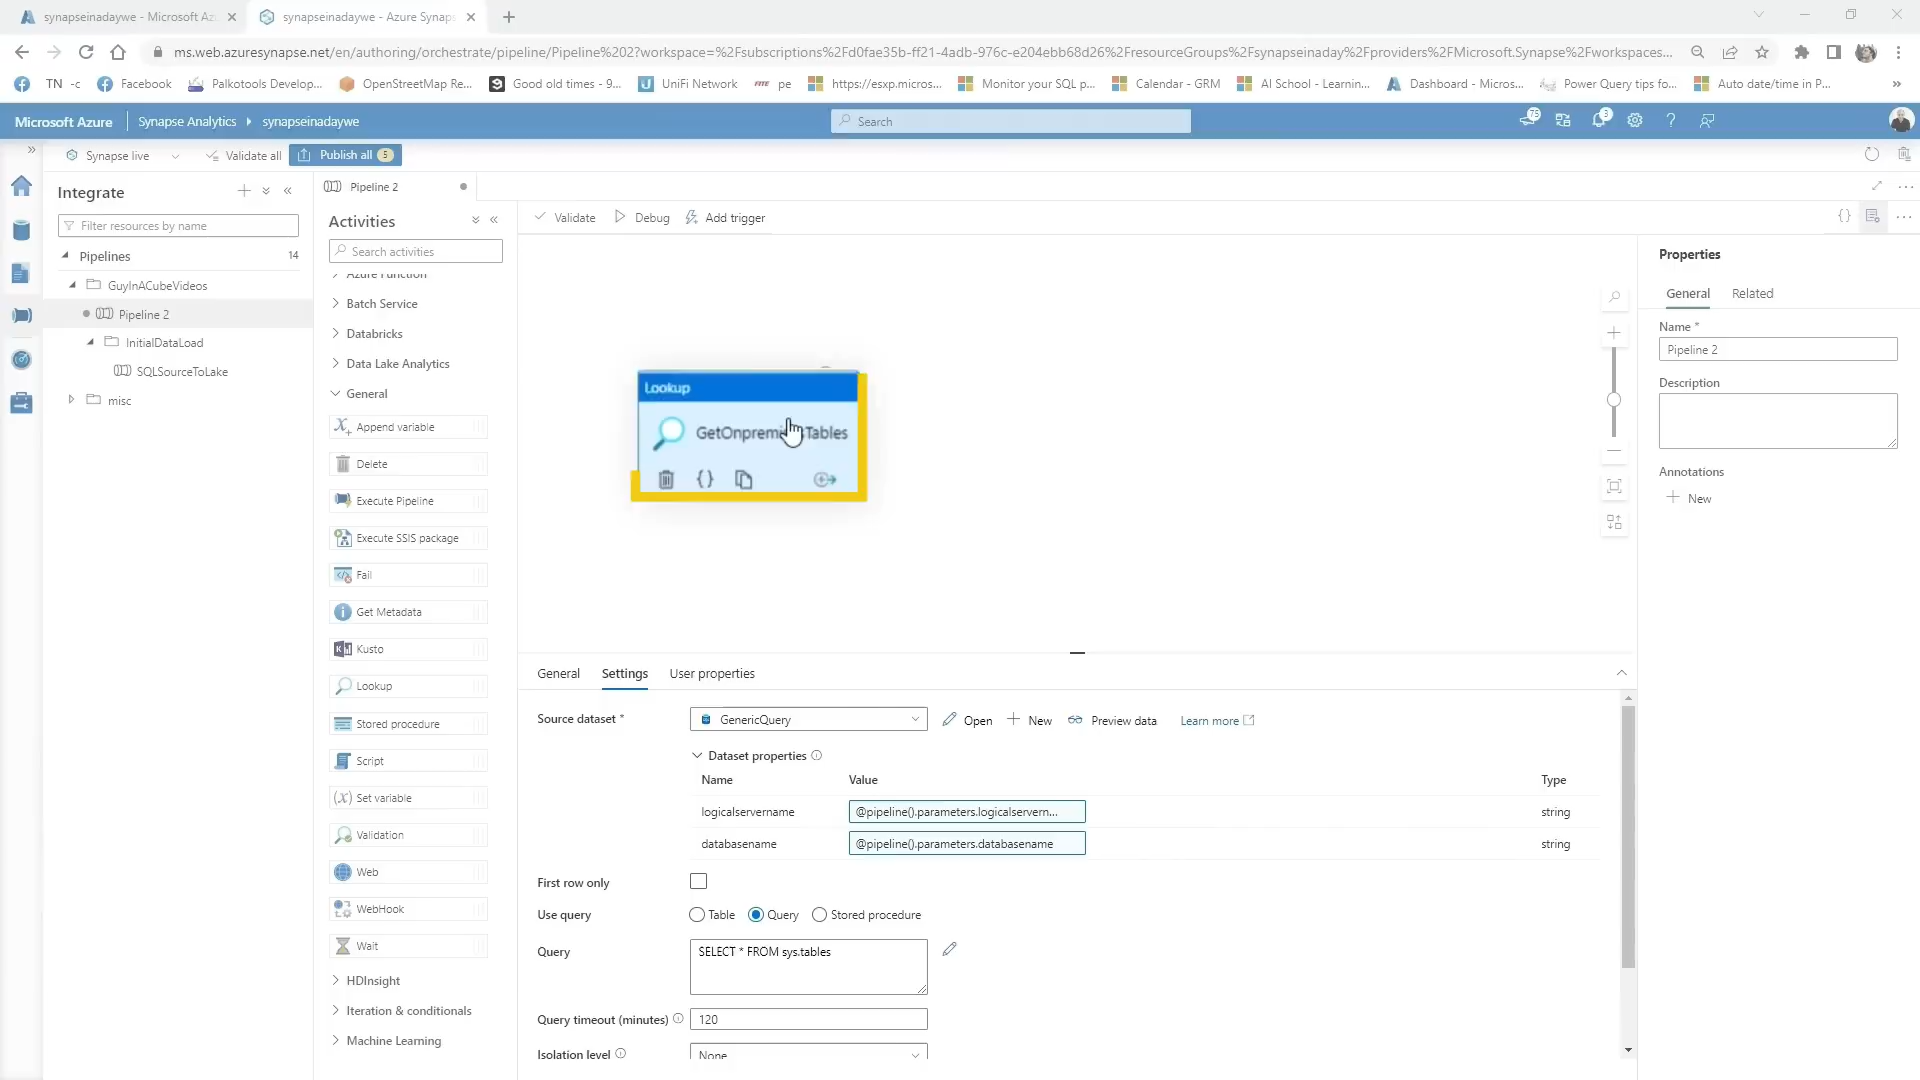 synapseinadaywe - Microsoft Az
synapseinadaywe - Azure Synaps
ms.web.azuresynapse.net/en/authoring/orchestrate/pipeline/Pipeline%202?workspace=%2Fsubscriptions%2Fd0fae35b-ff21-4adb-976c-e204ebb68d26%2FresourceGroups%2Fsynapseinaday%2Fproviders%2FMicrosoft.Synapse%2Fworkspaces...
TN -c
Facebook
Palkotools Develop...
OpenStreetMap Re...
Good old times - 9...
UniFi Network
FITE pe
https://esxp.micros...
Monitor your SQL p...
Calendar - GRM
AI School - Learnin...
Dashboard - Micros...
Power Query tips fo...
Auto date/time in P...
»
Microsoft Azure
Synapse Analytics
synapseinadaywe
Search
75
3
Synapse live
Validate all
Publish all 5
Integrate
Filter resources by name
Pipelines 14
GuyInACubeVideos
Pipeline 2
InitialDataLoad
SQLSourceToLake
misc
Pipeline 2
Activities
Search activities
Azure Function
Batch Service
Databricks
Data Lake Analytics
General
Append variable
Delete
Execute Pipeline
Execute SSIS package
Fail
Get Metadata
Kusto
Lookup
Stored procedure
Script
Set variable
Validation
Web
WebHook
Wait
HDInsight
Iteration & conditionals
Machine Learning
Validate
Debug
Add trigger
Lookup
GetOnpremi Tables
General
Settings
User properties
Source dataset *
GenericQuery
Open
New
Preview data
Learn more
Dataset properties
Name Value Type
logicalservername @pipeline().parameters.logicalservern... string
databasename @pipeline().parameters.databasename string
First row only
Use query
Table
Query
Stored procedure
Query
SELECT * FROM sys.tables
Query timeout (minutes)
120
Isolation level
None
Properties
General
Related
Name *
Pipeline 2
Description
Annotations
New